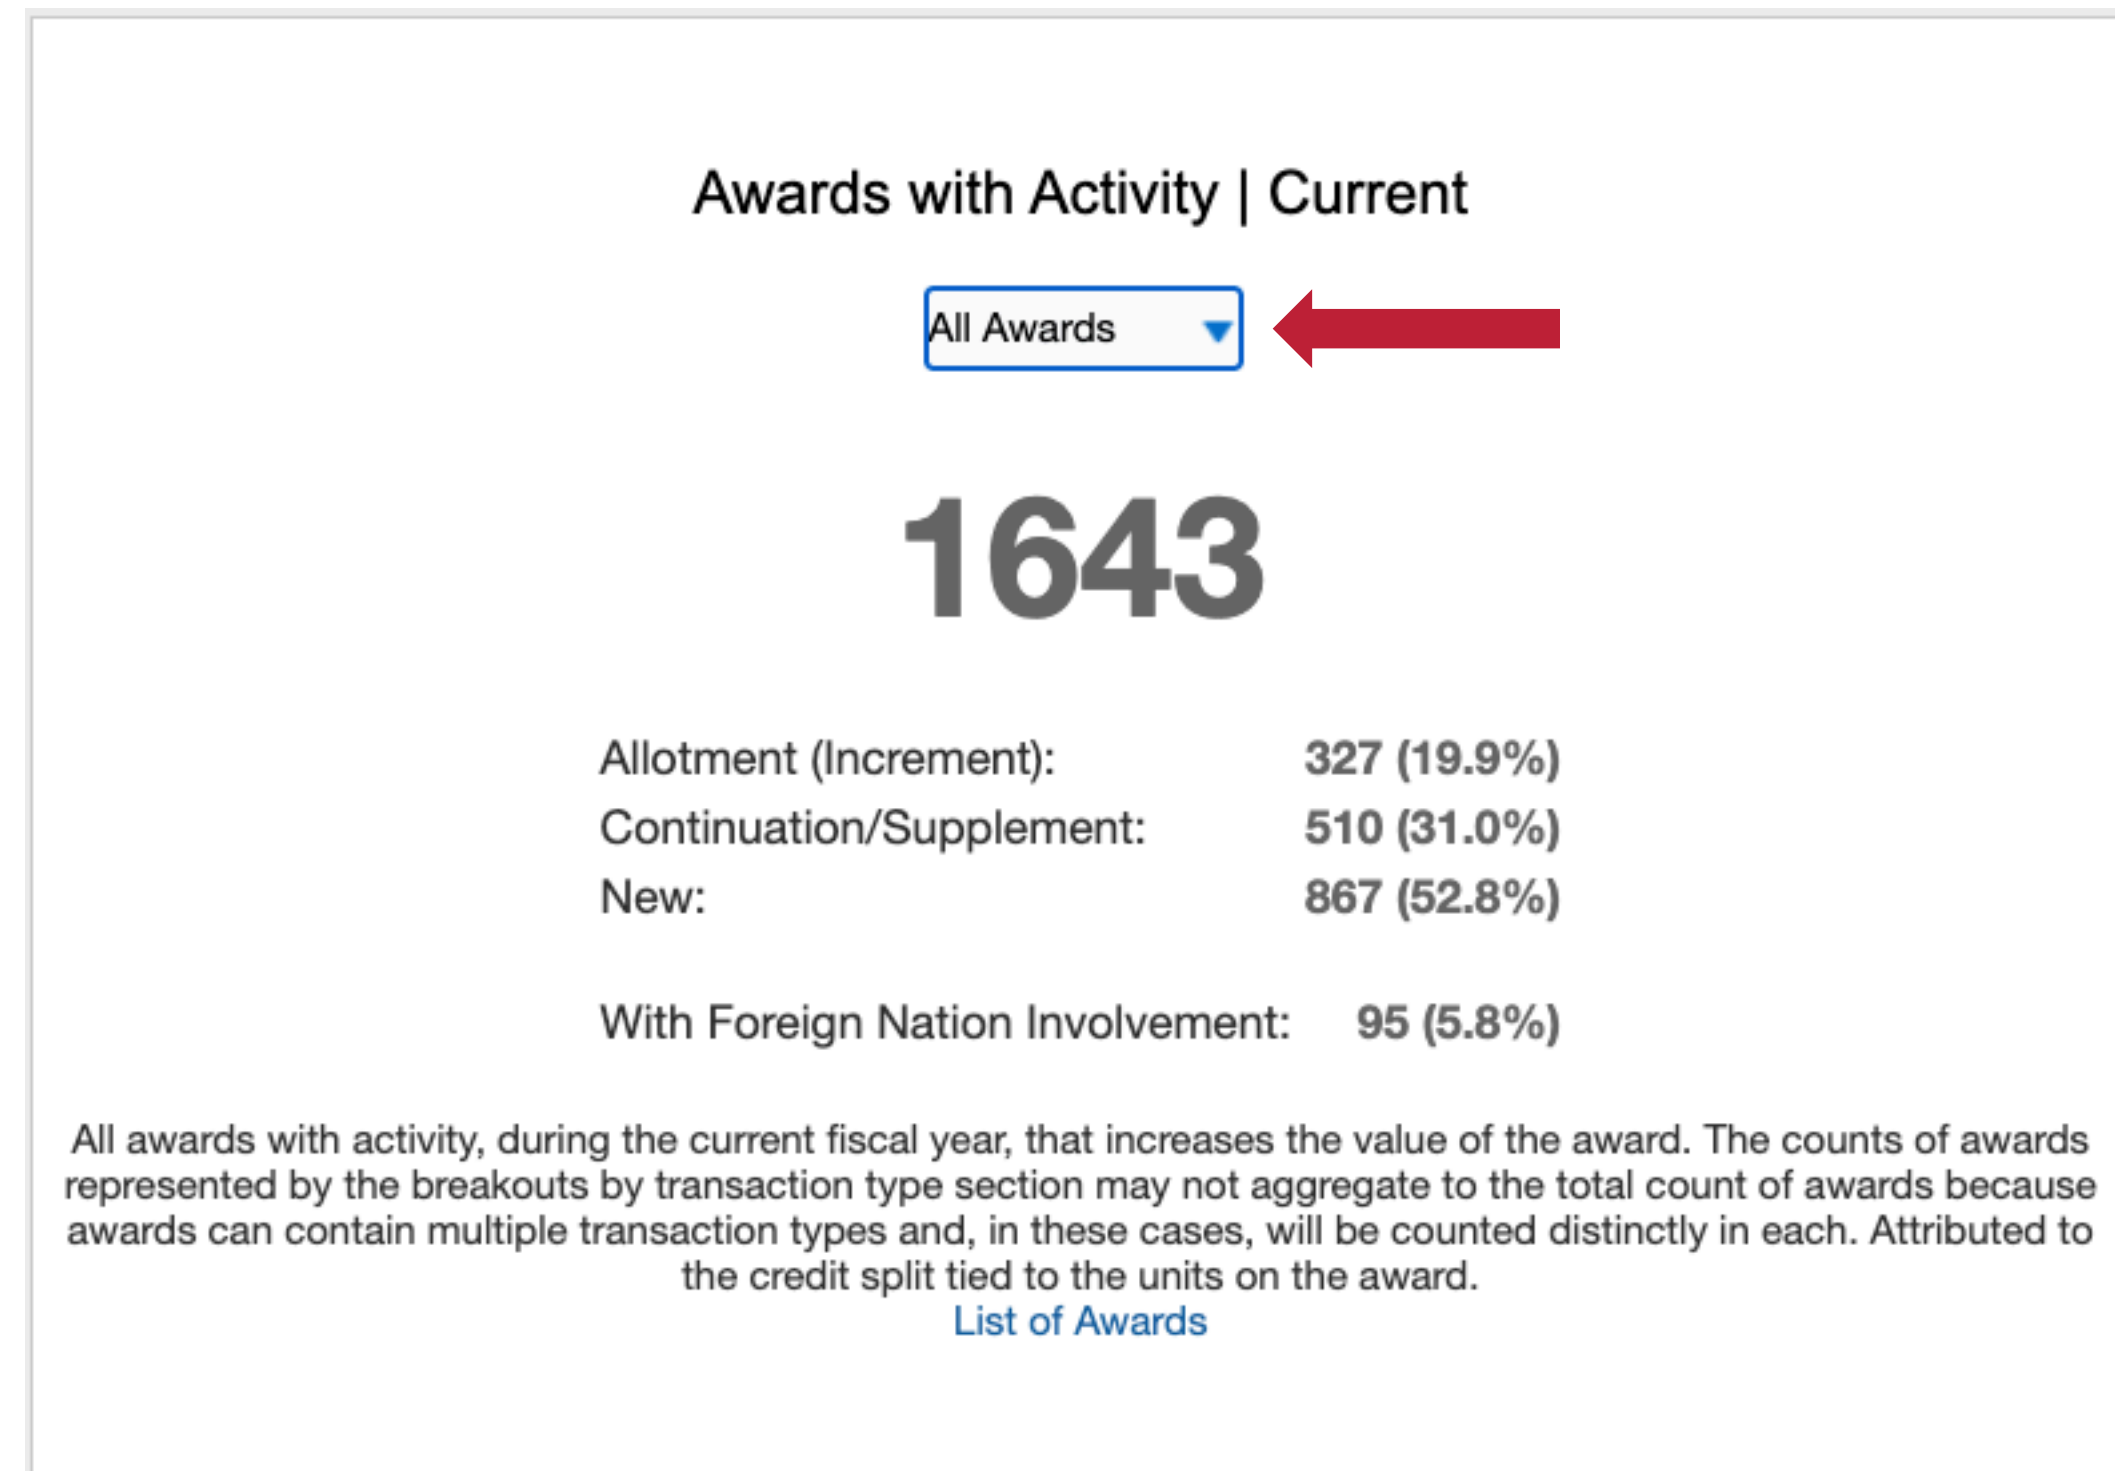 Awards with Activity | Current
All Awards
1643
Allotment (Increment): 327 (19.9%)
Continuation/Supplement: 510 (31.0%)
New: 867 (52.8%)
With Foreign Nation Involvement: 95 (5.8%)
All awards with activity, during the current fiscal year, that increases the value of the award. The counts of awards
represented by the breakouts by transaction type section may not aggregate to the total count of awards because
awards can contain multiple transaction types and, in these cases, will be counted distinctly in each. Attributed to
the credit split tied to the units on the award.
List of Awards